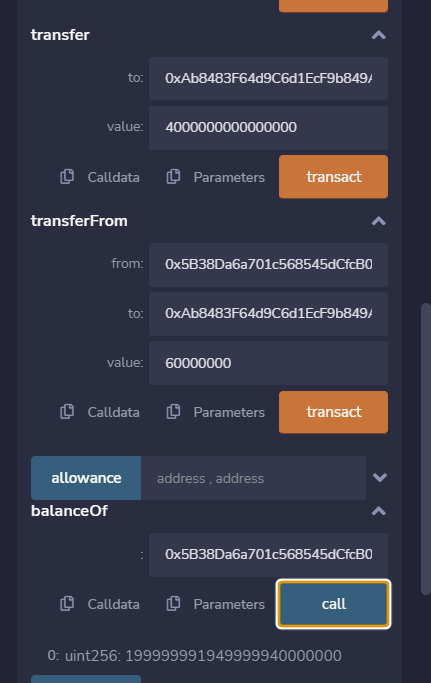 transfer
to: 0xAb8483F64d9C6d1EcF9b849A
value: 4000000000000000
Calldata Parameters transact
transferFrom
from: 0x5B38Da6a701c568545dCfcB0
to: 0xAb8483F64d9C6d1EcF9b849A
value: 60000000
Calldata Parameters transact
allowance address , address
balanceOf
: 0x5B38Da6a701c568545dCfcB0
Calldata Parameters call
0: uint256: 199999991949999940000000